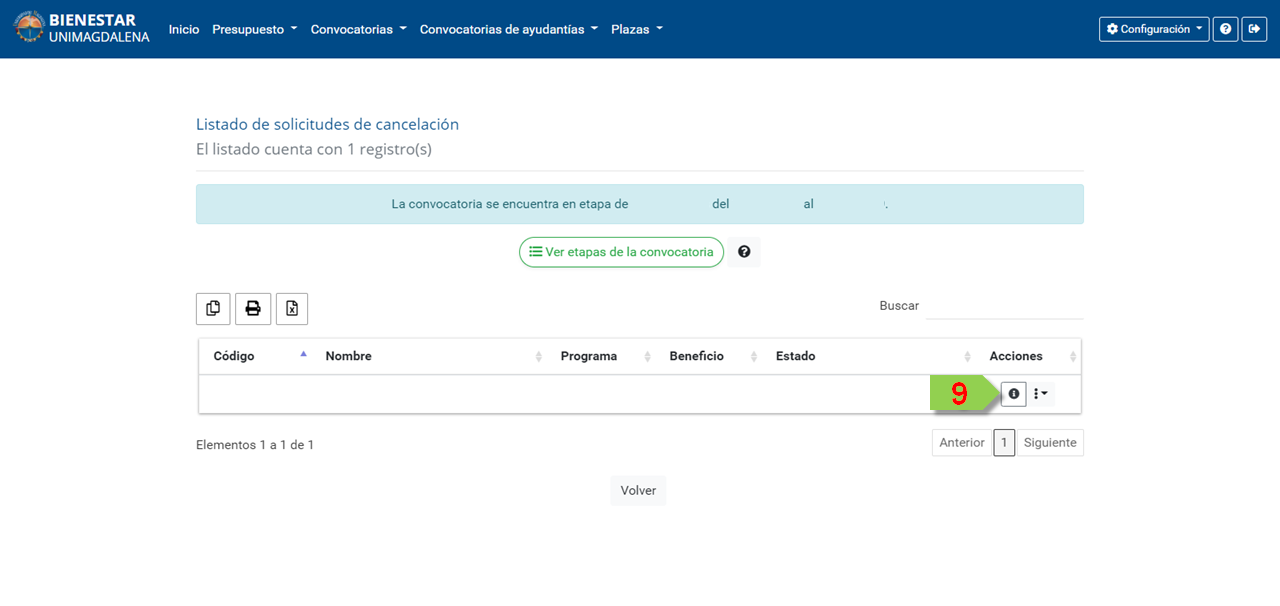 BIENESTAR
UNIMAGDALENA
Inicio Presupuesto Convocatorias Convocatorias de ayudantías Plazas Configuración
Listado de solicitudes de cancelación
El listado cuenta con 1 registro(s)
La convocatoria se encuentra en etapa de del al .
Ver etapas de la convocatoria
Buscar
Código Nombre Programa Beneficio Estado Acciones
9
Elementos 1 a 1 de 1
Anterior 1 Siguiente
Volver